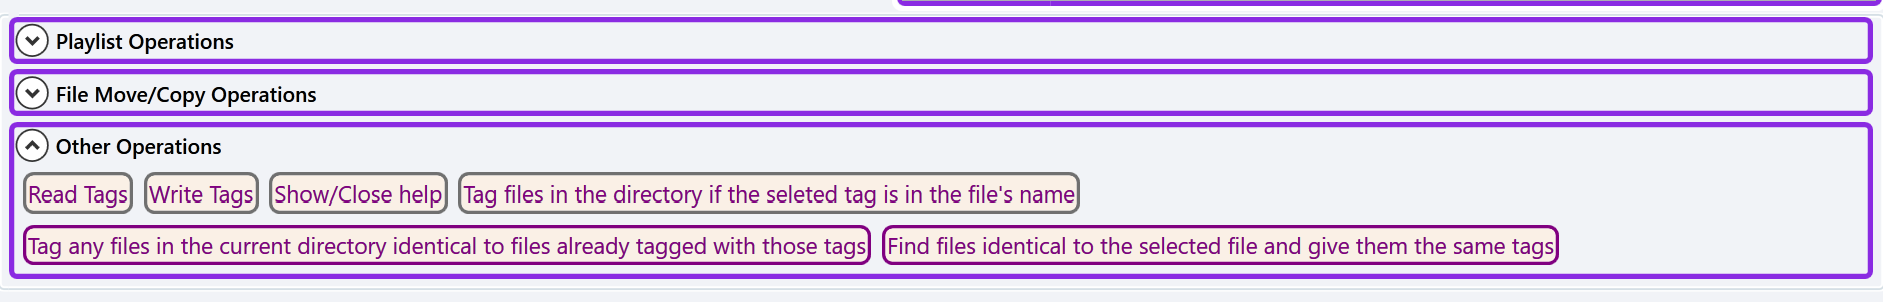 Playlist Operations
File Move/Copy Operations
Other Operations
Read Tags Write Tags Show/Close help Tag files in the directory if the seleted tag is in the file's name
Tag any files in the current directory identical to files already tagged with those tags Find files identical to the selected file and give them the same tags